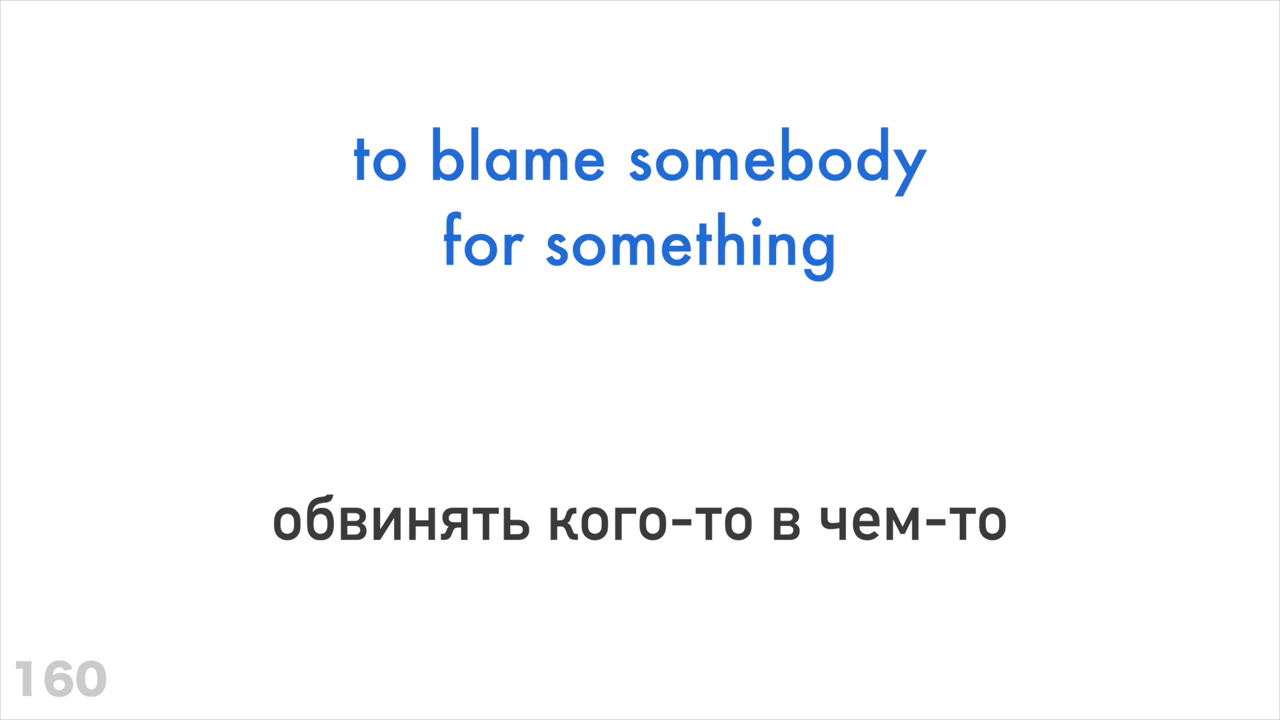 to blame somebody
for something
обвинять кого-то в чем-то
160